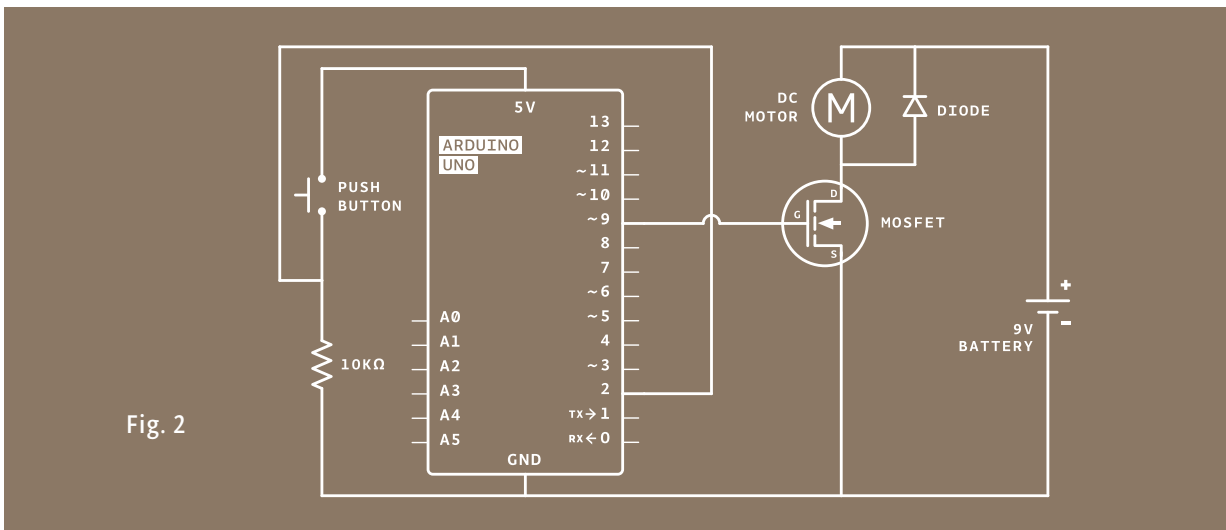 5V
ARDUINO
UNO
13
12
~11
~10
~9
8
7
~6
~5
4
~3
2
TX→1
RX←0
A0
A1
A2
A3
A4
A5
GND
PUSH
BUTTON
10KΩ
DC
MOTOR
M
DIODE
D
G
S
MOSFET
+
-
9V
BATTERY
Fig. 2